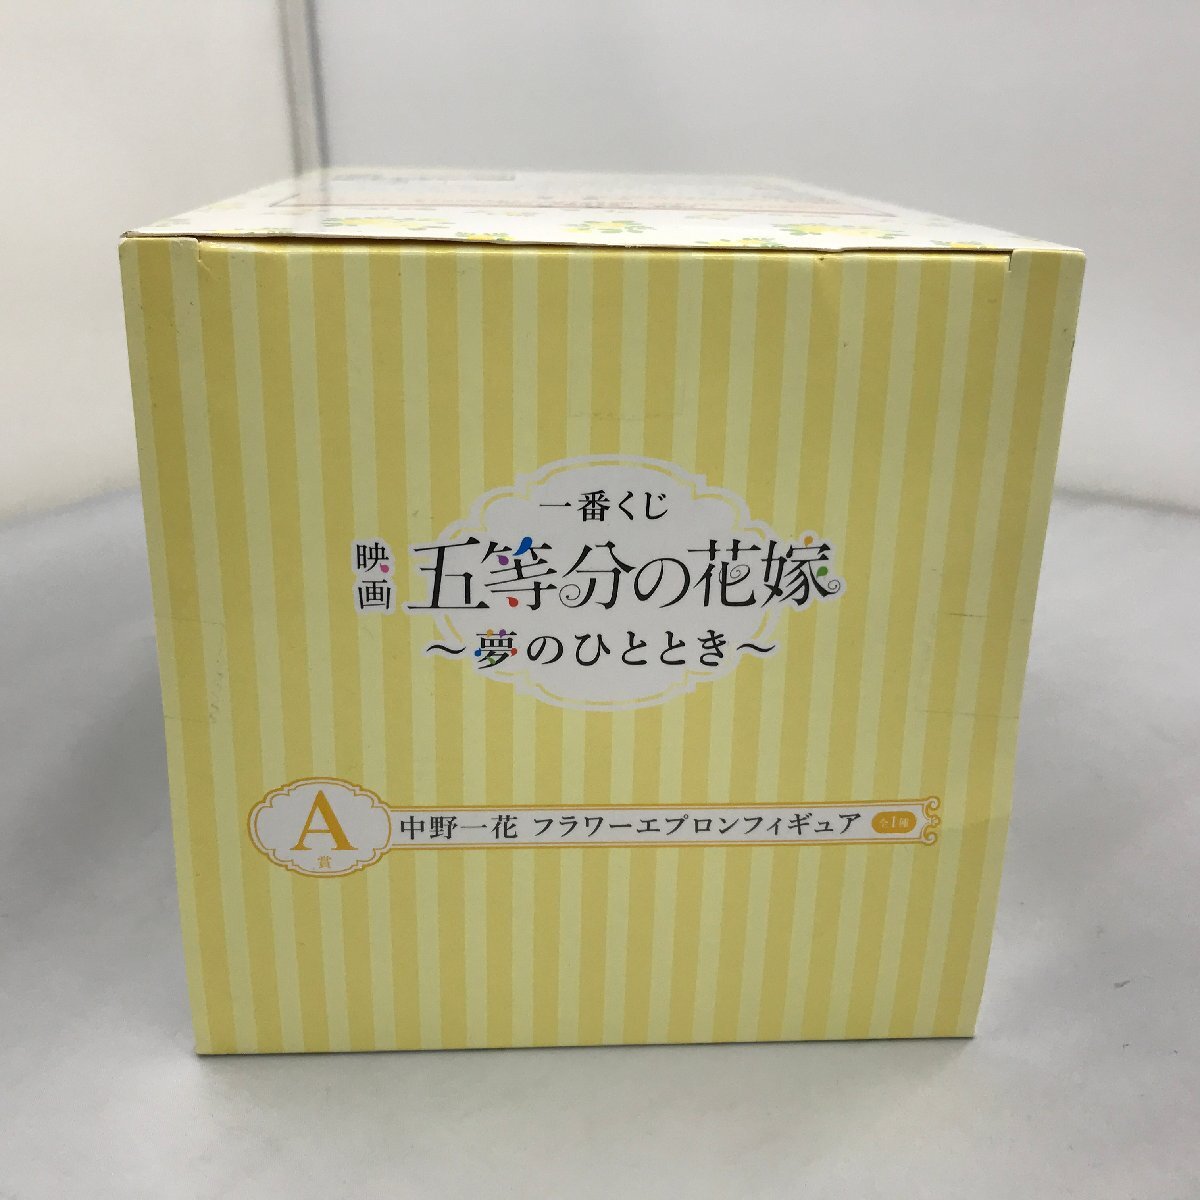 一番くじ
映画 五等分の花嫁
～夢のひととき～
A賞 中野一花 フラワーエプロンフィギュア 全1種